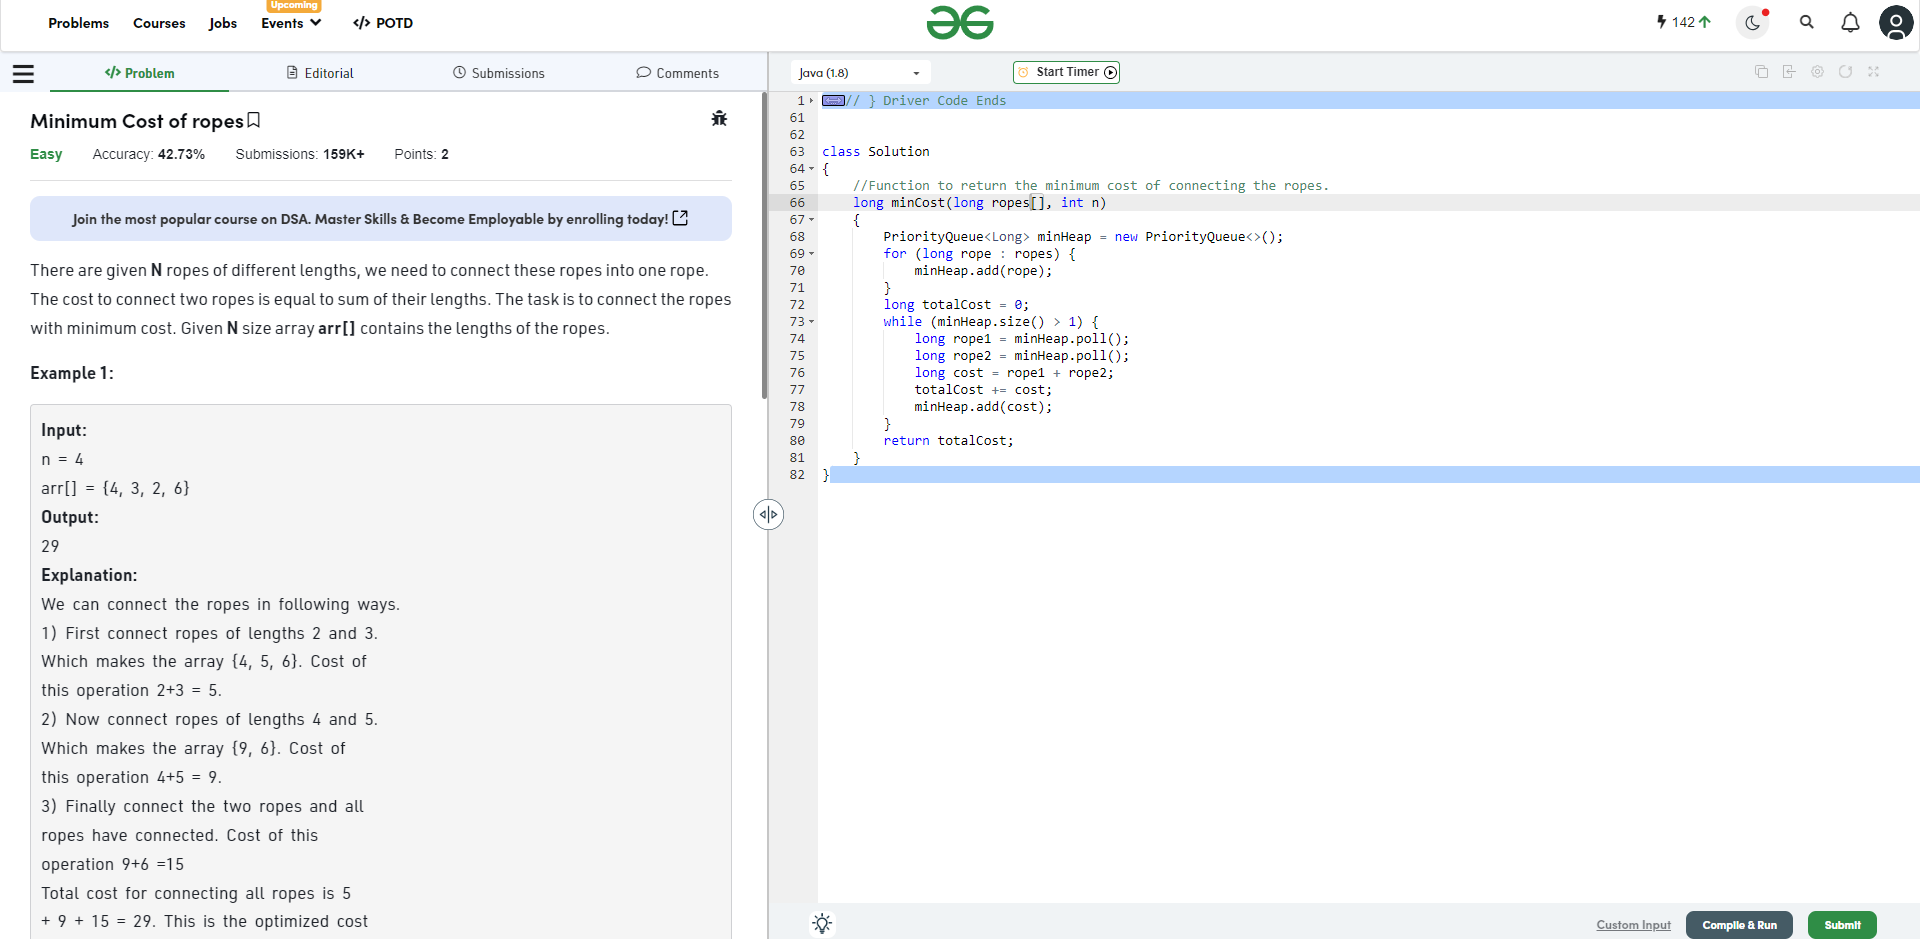 Upcoming
Problems Courses Jobs Events </> POTD
142
</> Problem Editorial Submissions Comments
Java (1.8) Start Timer
Minimum Cost of ropes
Easy Accuracy: 42.73% Submissions: 159K+ Points: 2
Join the most popular course on DSA. Master Skills & Become Employable by enrolling today!
There are given N ropes of different lengths, we need to connect these ropes into one rope.
The cost to connect two ropes is equal to sum of their lengths. The task is to connect the ropes
with minimum cost. Given N size array arr[] contains the lengths of the ropes.
Example 1:
Input:
n = 4
arr[] = {4, 3, 2, 6}
Output:
29
Explanation:
We can connect the ropes in following ways.
1) First connect ropes of lengths 2 and 3.
Which makes the array {4, 5, 6}. Cost of
this operation 2+3 = 5.
2) Now connect ropes of lengths 4 and 5.
Which makes the array {9, 6}. Cost of
this operation 4+5 = 9.
3) Finally connect the two ropes and all
ropes have connected. Cost of this
operation 9+6 =15
Total cost for connecting all ropes is 5
+ 9 + 15 = 29. This is the optimized cost
1 // } Driver Code Ends
61
62
63 class Solution
64 {
65 //Function to return the minimum cost of connecting the ropes.
66 long minCost(long ropes[], int n)
67 {
68 PriorityQueue<Long> minHeap = new PriorityQueue<>();
69 for (long rope : ropes) {
70 minHeap.add(rope);
71 }
72 long totalCost = 0;
73 while (minHeap.size() > 1) {
74 long rope1 = minHeap.poll();
75 long rope2 = minHeap.poll();
76 long cost = rope1 + rope2;
77 totalCost += cost;
78 minHeap.add(cost);
79 }
80 return totalCost;
81 }
82 }
Custom Input Compile & Run Submit